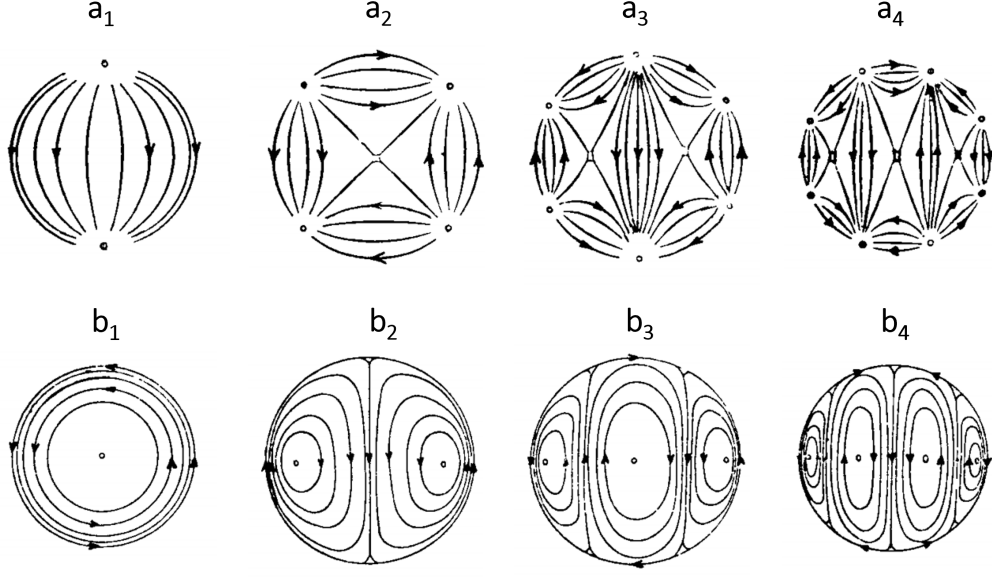 a₁ a₂ a₃ a₄
b₁ b₂ b₃ b₄